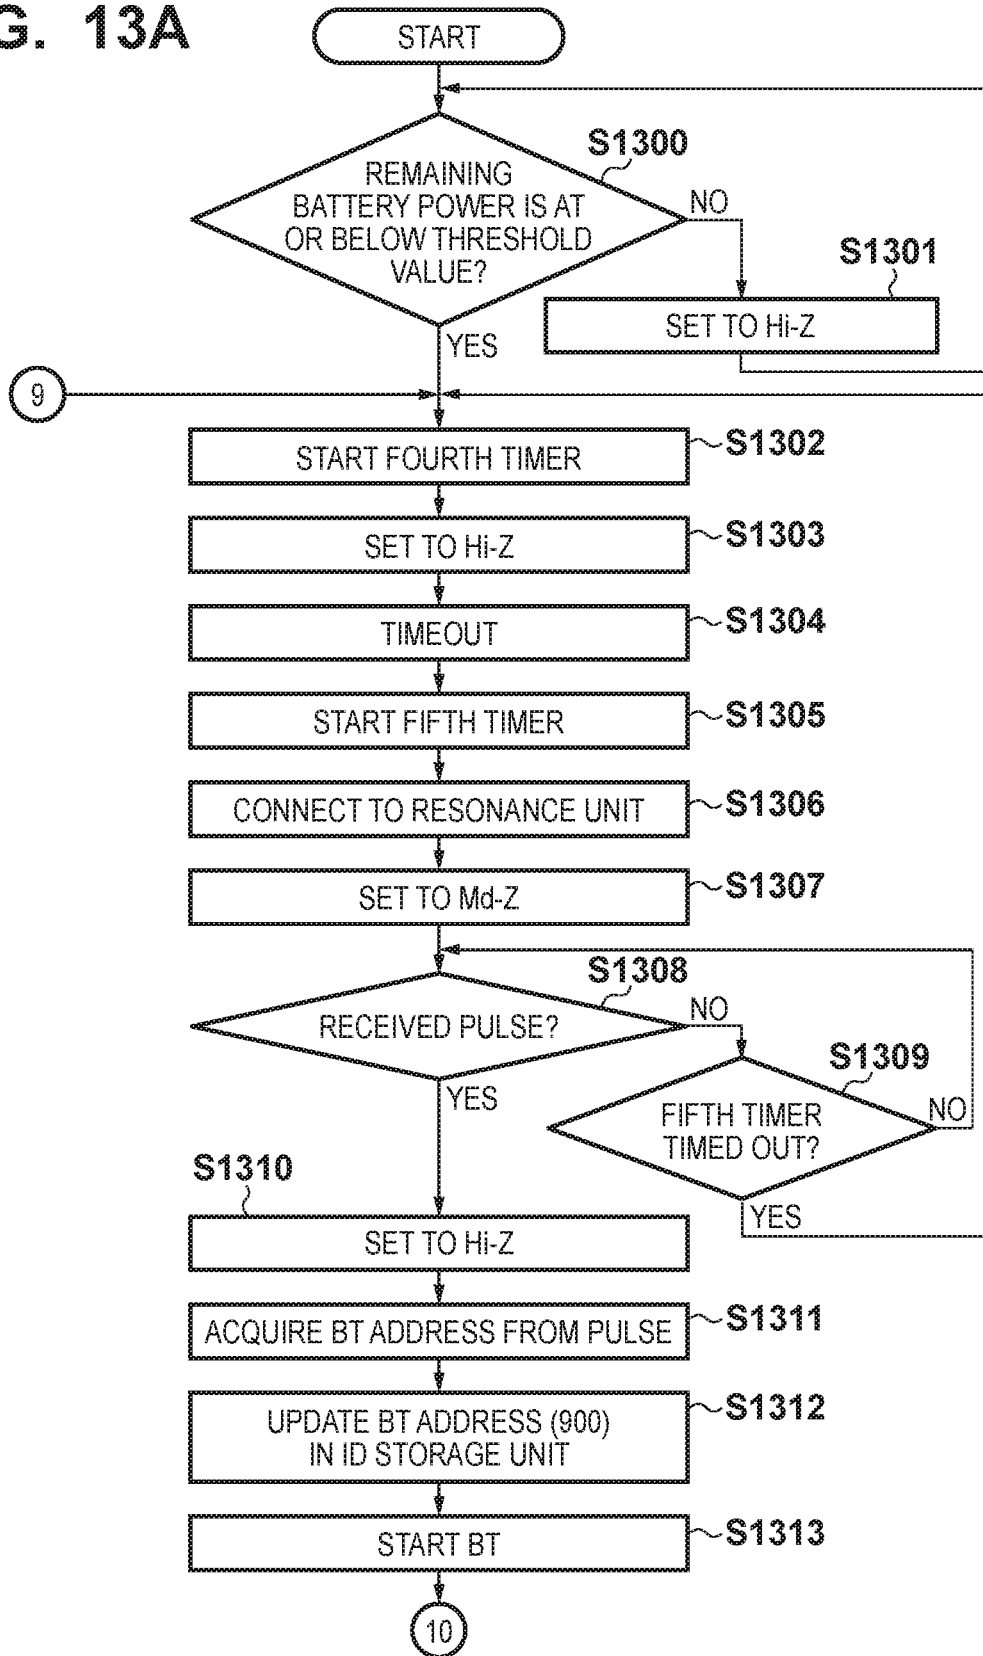 G. 13A
START
S1300
REMAINING
BATTERY POWER IS AT
OR BELOW THRESHOLD
VALUE?
NO
S1301
SET TO Hi-Z
YES
9
START FOURTH TIMER
S1302
SET TO Hi-Z
S1303
TIMEOUT
S1304
START FIFTH TIMER
S1305
CONNECT TO RESONANCE UNIT
S1306
SET TO Md-Z
S1307
S1308
RECEIVED PULSE?
NO
S1309
FIFTH TIMER
TIMED OUT?
NO
YES
YES
S1310
SET TO Hi-Z
ACQUIRE BT ADDRESS FROM PULSE
S1311
UPDATE BT ADDRESS (900)
IN ID STORAGE UNIT
S1312
START BT
S1313
10